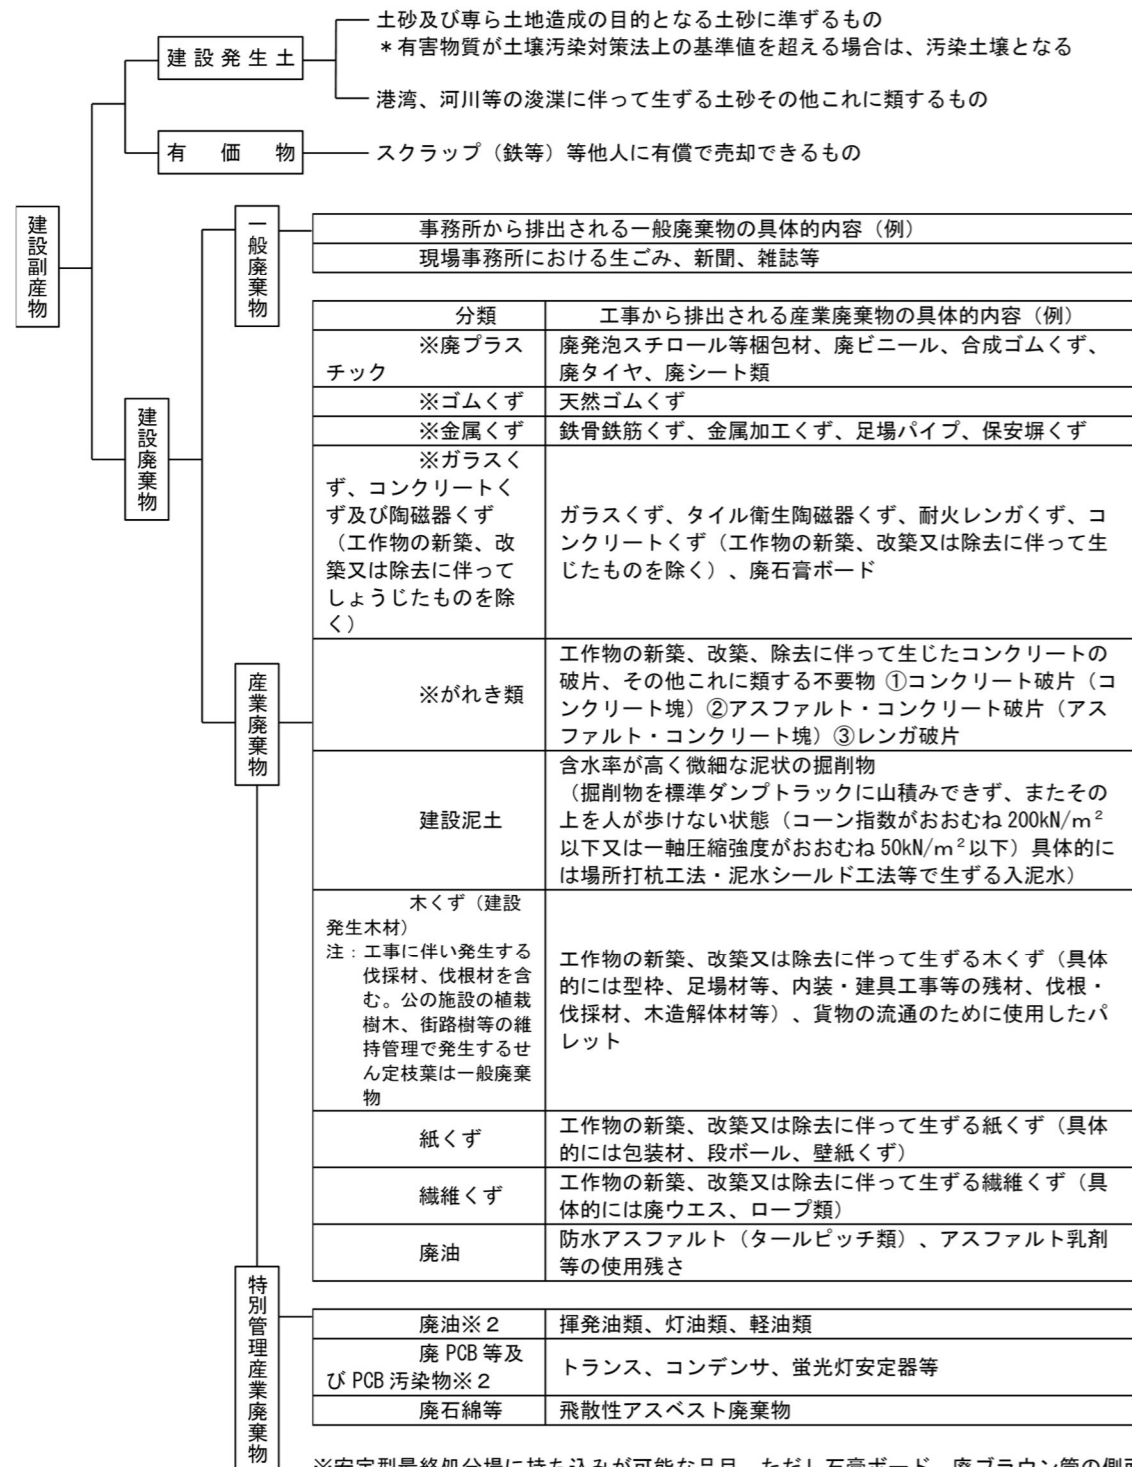 土砂及び専ら土地造成の目的となる土砂に準ずるもの
建設発生土
＊有害物質が土壌汚染対策法上の基準値を超える場合は、汚染土壌となる
港湾、河川等の浚渫に伴って生ずる土砂その他これに類するもの
有価物
スクラップ（鉄等）等他人に有償で売却できるもの
建設副産物
建設廃棄物
一般廃棄物
事務所から排出される一般廃棄物の具体的内容（例）
現場事務所における生ごみ、新聞、雑誌等
産業廃棄物
分類
工事から排出される産業廃棄物の具体的内容（例）
※廃プラス
チック
廃発泡スチロール等梱包材、廃ビニール、合成ゴムくず、
廃タイヤ、廃シート類
※ゴムくず
天然ゴムくず
※金属くず
鉄骨鉄筋くず、金属加工くず、足場パイプ、保安塀くず
※ガラスく
ず、コンクリートく
ず及び陶磁器くず
（工作物の新築、改
築又は除去に伴って
しょうじたものを除
く）
ガラスくず、タイル衛生陶磁器くず、耐火レンガくず、コ
ンクリートくず（工作物の新築、改築又は除去に伴って生
じたものを除く）、廃石膏ボード
※がれき類
工作物の新築、改築、除去に伴って生じたコンクリートの
破片、その他これに類する不要物 ①コンクリート破片（コ
ンクリート塊）②アスファルト・コンクリート破片（アス
ファルト・コンクリート塊）③レンガ破片
建設泥土
含水率が高く微細な泥状の掘削物
（掘削物を標準ダンプトラックに山積みできず、またその
上を人が歩けない状態（コーン指数がおおむね 200kN/ｍ²
以下又は一軸圧縮強度がおおむね 50kN/ｍ²以下）具体的に
は場所打杭工法・泥水シールド工法等で生ずる入泥水）
木くず（建設
発生木材）
注：工事に伴い発生する
伐採材、伐根材を含
む。公の施設の植栽
樹木、街路樹等の維
持管理で発生するせ
ん定枝葉は一般廃棄
物
工作物の新築、改築又は除去に伴って生ずる木くず（具体
的には型枠、足場材等、内装・建具工事等の残材、伐根・
伐採材、木造解体材等）、貨物の流通のために使用したパ
レット
紙くず
工作物の新築、改築又は除去に伴って生ずる紙くず（具体
的には包装材、段ボール、壁紙くず）
繊維くず
工作物の新築、改築又は除去に伴って生ずる繊維くず（具
体的には廃ウエス、ロープ類）
廃油
防水アスファルト（タールピッチ類）、アスファルト乳剤
等の使用残さ
特別管理産業廃棄物
廃油※２
揮発油類、灯油類、軽油類
廃 PCB 等及
び PCB 汚染物※２
トランス、コンデンサ、蛍光灯安定器等
廃石綿等
飛散性アスベスト廃棄物
※安定型最終処分場に持ち込みが可能な品目。ただし石膏ボード、廃ブラウン管の側面